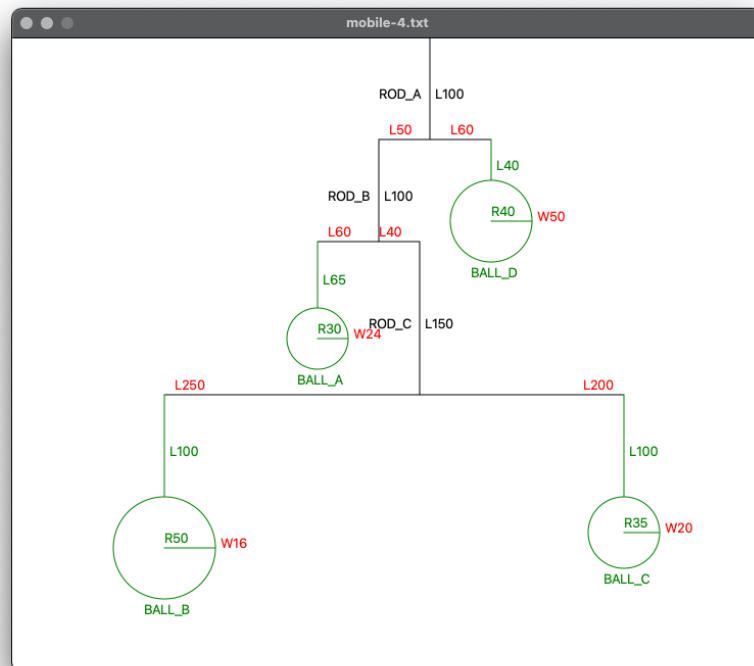 mobile-4.txt
ROD_A L100
L50 L60
L40
ROD_B L100
R40 W50
L60 L40
BALL_D
L65
ROD_C L150
R30 W24
BALL_A
L250 L200
L100 L100
R35 W20
R50 W16
BALL_C
BALL_B